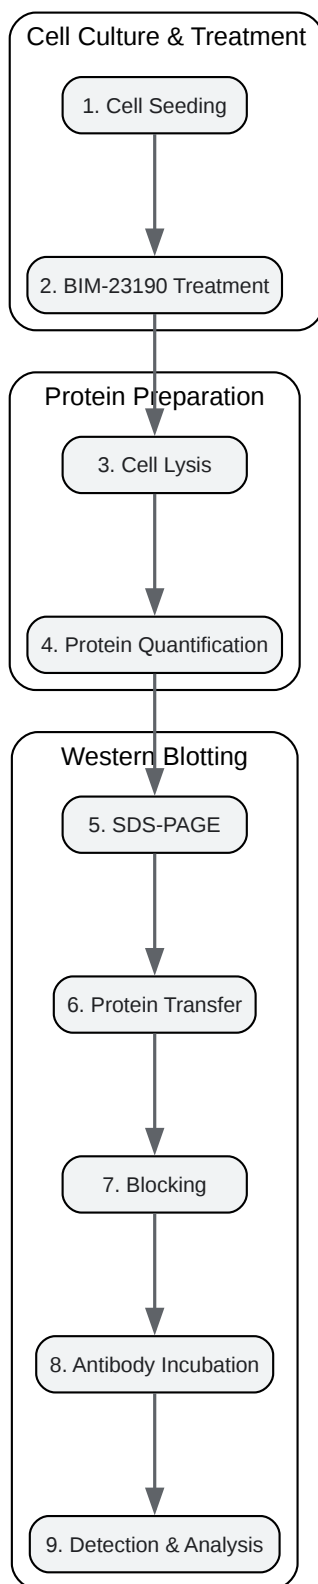 Cell Culture & Treatment
1. Cell Seeding
2. BIM-23190 Treatment
Protein Preparation
3. Cell Lysis
4. Protein Quantification
Western Blotting
5. SDS-PAGE
6. Protein Transfer
7. Blocking
8. Antibody Incubation
9. Detection & Analysis